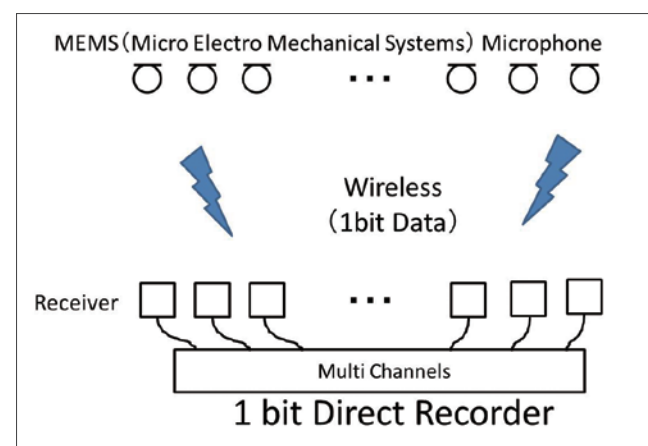 MEMS(Micro Electro Mechanical Systems) Microphone
...
Wireless
(1bit Data)
Receiver
...
Multi Channels
1 bit Direct Recorder